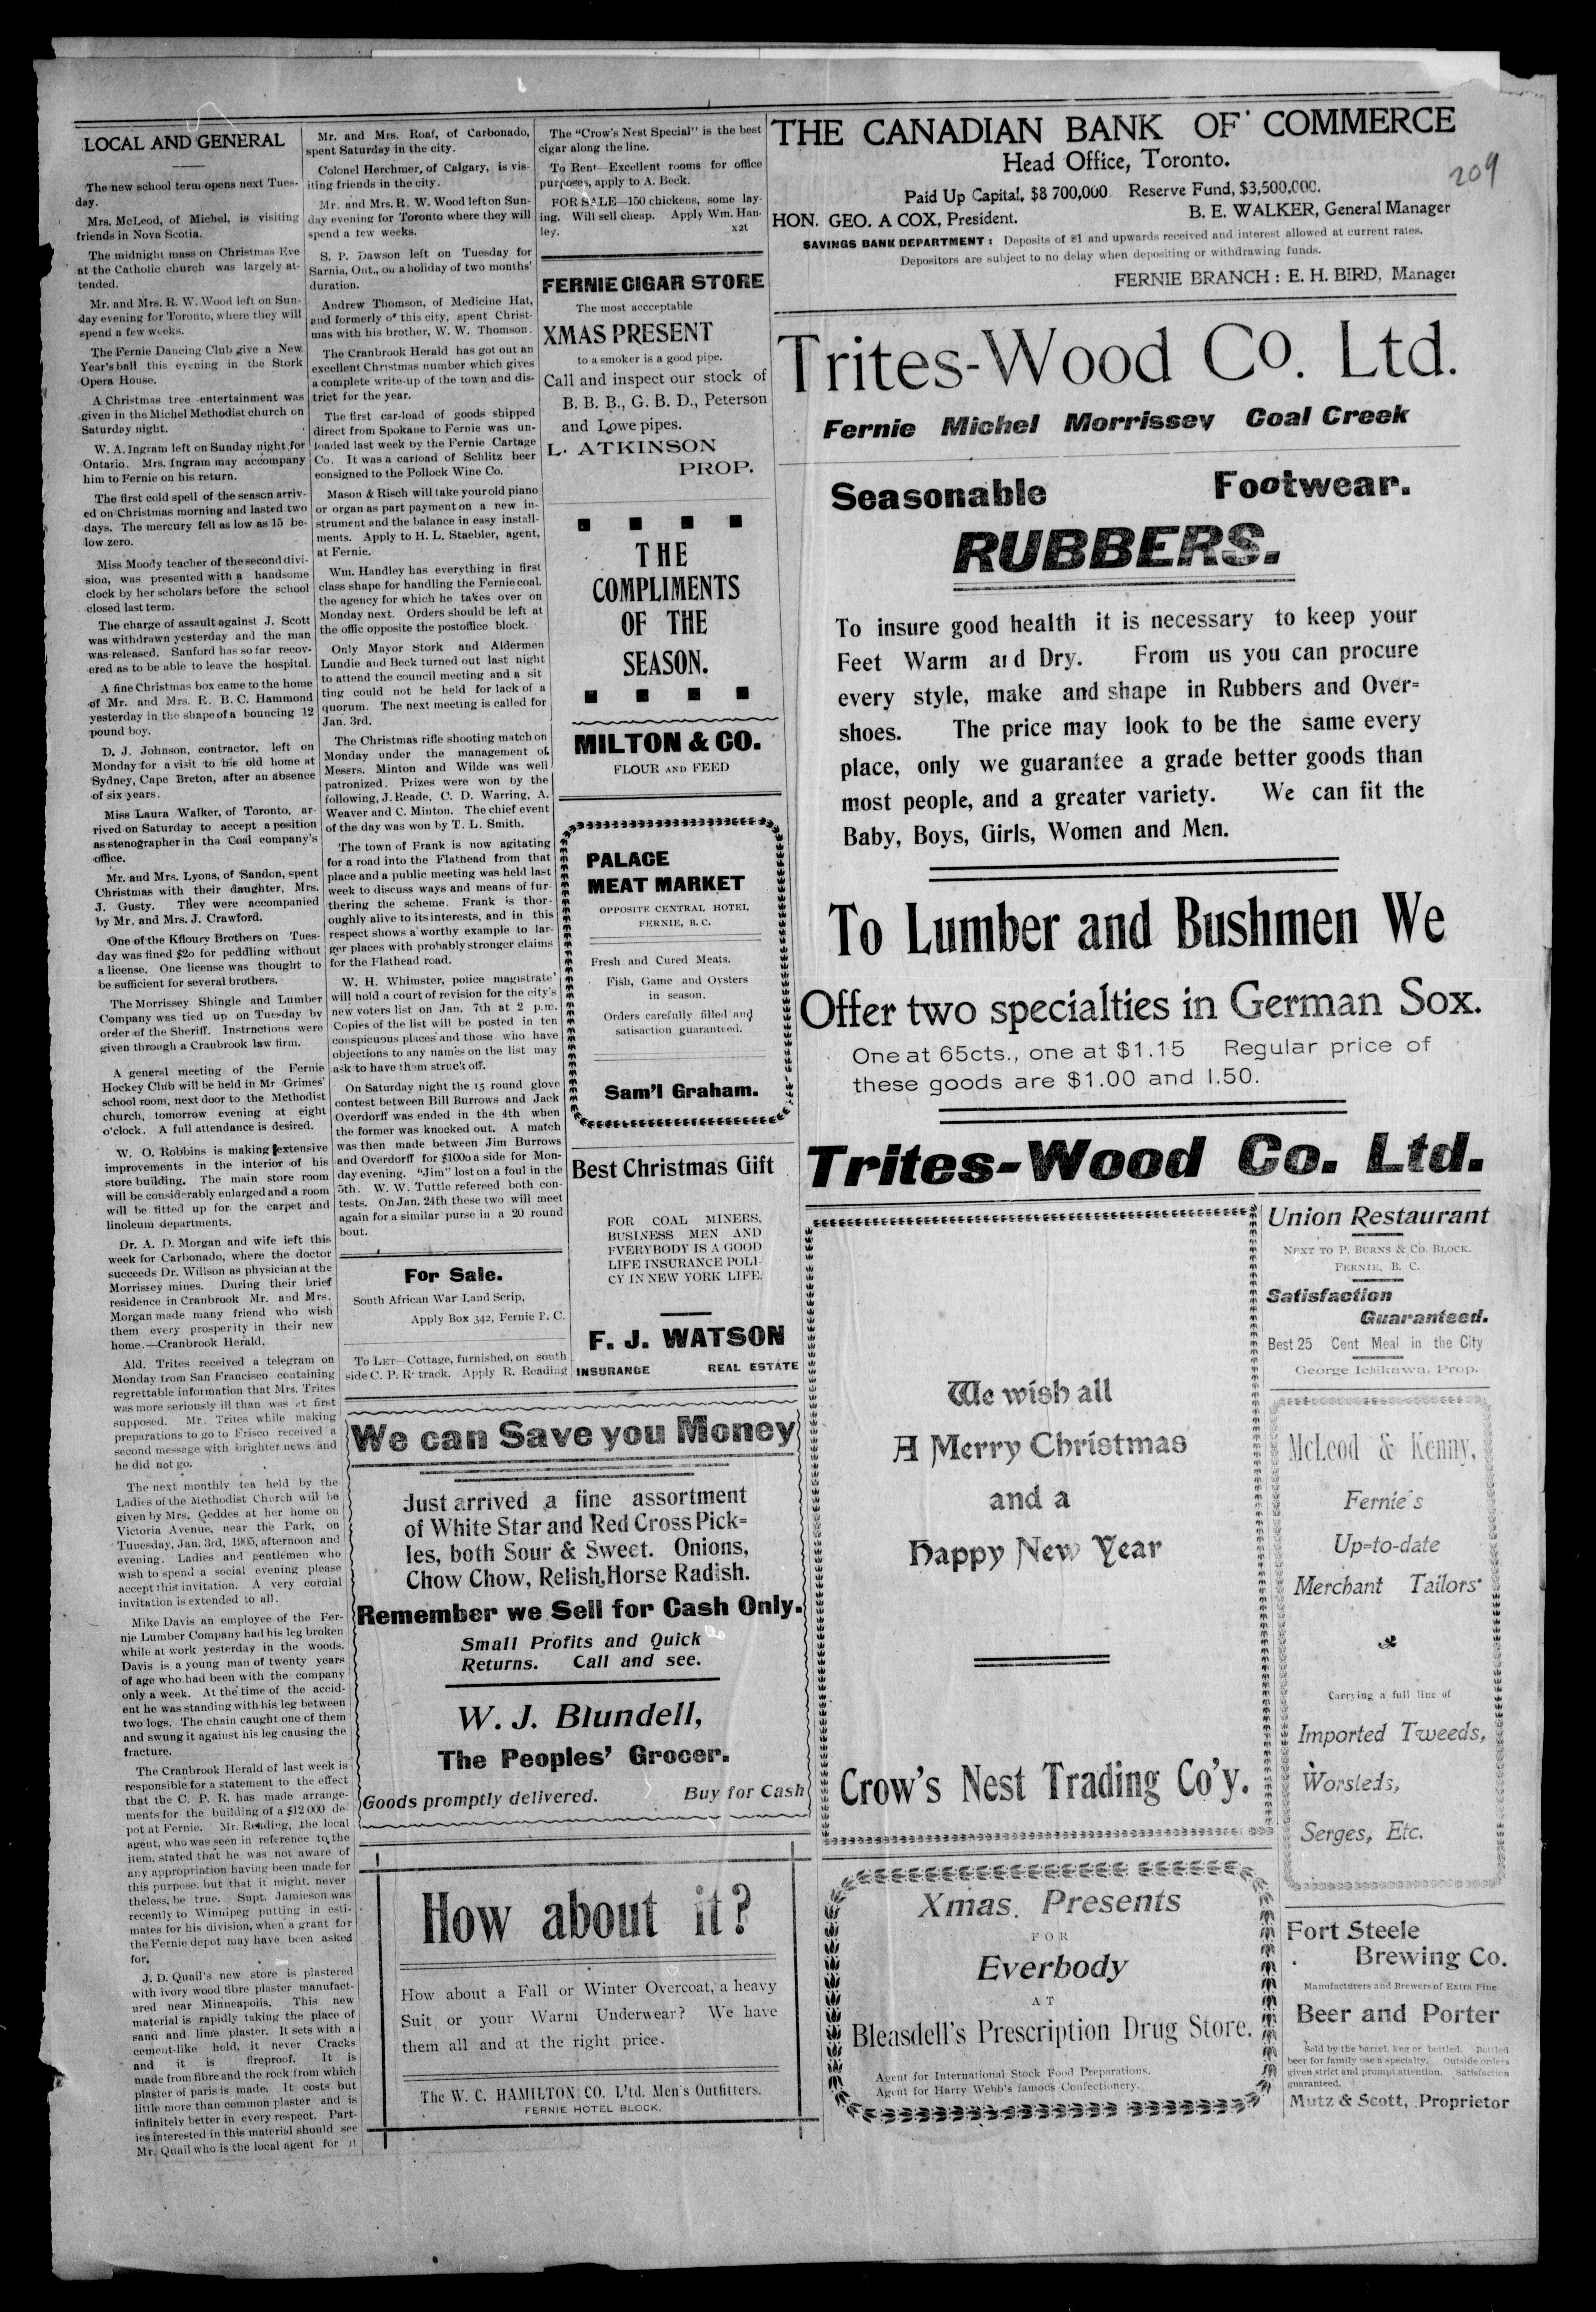 LOCAL AND GENERAL
The new school term opens next Tues-
day.
Mrs. McLeod, of Michel, is visiting
friends in Nova Scotia.
The midnight mass on Christmas Eve
at the Catholic church was largely at-
tended.
Mr. and Mrs. R. W. Wood left on Sun-
day evening for Toronto, where they will
spend a few weeks.
The Fernie Dancing Club give a New
Year's ball this evening in the Stork
Opera House.
A Christmas tree entertainment was
given in the Michel Methodist church on
Saturday night.
W. A. Ingram left on Sunday night for
Ontario. Mrs. Ingram may accompany
him to Fernie on his return.
The first cold spell of the season arriv-
ed on Christmas morning and lasted two
days. The mercury fell as low as 15 be-
low zero.
Miss Moody teacher of the second divi-
sion, was presented with a handsome
clock by her scholars before the school
closed last term.
The charge of assault against J. Scott
was withdrawn yesterday and the man
was released. Sanford has so far recov-
ered as to be able to leave the hospital.
A fine Christmas box came to the home
of Mr. and Mrs. R. B. C. Hammond
yesterday in the shape of a bouncing 12
pound boy.
D. J. Johnson, contractor, left on
Monday for a visit to his old home at
Sydney, Cape Breton, after an absence
of six years.
Miss Laura Walker, of Toronto, ar-
rived on Saturday to accept a position
as stenographer in the Coal company's
office.
Mr. and Mrs. Lyons, of Sandon, spent
Christmas with their daughter, Mrs.
J. Gusty. They were accompanied
by Mr. and Mrs. J. Crawford.
One of the Kfloury Brothers on Tues-
day was fined $20 for peddling without
a license. One license was thought to
be sufficient for several brothers.
The Morrissey Shingle and Lumber
Company was tied up on Tuesday by
order of the Sheriff. Instructions were
given through a Cranbrook law firm.
A general meeting of the Fernie
Hockey Club will be held in Mr Grimes'
school room, next door to the Methodist
church, tomorrow evening at eight
o'clock. A full attendance is desired.
W. O. Robbins is making extensive
improvements in the interior of his
store building. The main store room
will be considerably enlarged and a room
will be fitted up for the carpet and
linoleum departments.
Dr. A. D. Morgan and wife left this
week for Carbonado, where the doctor
succeeds Dr. Willson as physician at the
Morrissey mines. During their brief
residence in Cranbrook Mr. and Mrs.
Morgan made many friend who wish
them every prosperity in their new
home.—Cranbrook Herald.
Ald. Trites received a telegram on
Monday from San Francisco containing
regrettable information that Mrs. Trites
was more seriously ill than was at first
supposed. Mr. Trites while making
preparations to go to Frisco received a
second message with brighter news and
he did not go.
The next monthly tea held by the
Ladies of the Methodist Church will be
given by Mrs. Geddes at her home on
Victoria Avenue, near the Park, on
Tuuesday, Jan. 3rd, 1905, afternoon and
evening. Ladies and gentlemen who
wish to spend a social evening please
accept this invitation. A very cordial
invitation is extended to all.
Mike Davis an employee of the Fer-
nie Lumber Company had his leg broken
while at work yesterday in the woods.
Davis is a young man of twenty years
of age who had been with the company
only a week. At the time of the accid-
ent he was standing with his leg between
two logs. The chain caught one of them
and swung it against his leg causing the
fracture.
The Cranbrook Herald of last week is
responsible for a statement to the effect
that the C. P. R. has made arrange-
ments for the building of a $12 000 de-
pot at Fernie. Mr. Reading, the local
agent, who was seen in reference to the
item, stated that he was not aware of
any appropriation having been made for
this purpose, but that it might, never
theless, be true. Supt. Jamieson was
recently to Winnipeg putting in esti-
mates for his division, when a grant for
the Fernie depot may have been asked
for.
J. D. Quail's new store is plastered
with ivory wood fibre plaster manufact-
ured near Minneapolis. This new
material is rapidly taking the place of
sand and lime plaster. It sets with a
cement-like hold, it never Cracks
and it is fireproof. It is
made from fibre and the rock from which
plaster of paris is made. It costs but
little more than common plaster and is
infinitely better in every respect. Part-
ies interested in this material should see
Mr. Quail who is the local agent for it
Mr. and Mrs. Roaf, of Carbonado,
spent Saturday in the city.
Colonel Herchmer, of Calgary, is vis-
iting friends in the city.
Mr. and Mrs. R. W. Wood left on Sun-
day evening for Toronto where they will
spend a few weeks.
S. P. Dawson left on Tuesday for
Sarnia, Ont., on a holiday of two months'
duration.
Andrew Thomson, of Medicine Hat,
and formerly of this city, spent Christ-
mas with his brother, W. W. Thomson.
The Cranbrook Herald has got out an
excellent Christmas number which gives
a complete write-up of the town and dis-
trict for the year.
The first car-load of goods shipped
direct from Spokane to Fernie was un-
loaded last week by the Fernie Cartage
Co. It was a carload of Schlitz beer
consigned to the Pollock Wine Co.
Mason & Risch will take your old piano
or organ as part payment on a new in-
strument and the balance in easy install-
ments. Apply to H. L. Staebler, agent,
at Fernie.
Wm. Handley has everything in first
class shape for handling the Fernie coal,
the agency for which he takes over on
Monday next. Orders should be left at
the offic opposite the postoffice block.
Only Mayor Stork and Aldermen
Lundie and Beck turned out last night
to attend the council meeting and a sit
ting could not be held for lack of a
quorum. The next meeting is called for
Jan. 3rd.
The Christmas rifle shooting match on
Monday under the management of
Messrs. Minton and Wilde was well
patronized. Prizes were won by the
following, J. Reade, C. D. Warring, A.
Weaver and C. Minton. The chief event
of the day was won by T. L. Smith.
The town of Frank is now agitating
for a road into the Flathead from that
place and a public meeting was held last
week to discuss ways and means of fur-
thering the scheme. Frank is thor-
oughly alive to its interests, and in this
respect shows a worthy example to lar-
ger places with probably stronger claims
for the Flathead road.
W. H. Whimster, police magistrate'
will hold a court of revision for the city's
new voters list on Jan. 7th at 2 p.m.
Copies of the list will be posted in ten
conspicuous places and those who have
objections to any names on the list may
ask to have them struck off.
On Saturday night the 15 round glove
contest between Bill Burrows and Jack
Overdorff was ended in the 4th when
the former was knocked out. A match
was then made between Jim Burrows
and Overdorff for $1000 a side for Mon-
day evening. "Jim" lost on a foul in the
5th. W. W. Tuttle refereed both con-
tests. On Jan. 24th these two will meet
again for a similar purse in a 20 round
bout.
For Sale.
South African War Land Scrip,
Apply Box 342, Fernie P. C.
To Let—Cottage, furnished, on south
side C. P. R. track. Apply R. Reading
The "Crow's Nest Special" is the best
cigar along the line.
To Rent—Excellent rooms for office
purposes, apply to A. Beck.
FOR SALE—150 chickens, some lay-
ing. Will sell cheap. Apply Wm. Han-
ley. x2t
FERNIE CIGAR STORE
The most accceptable
XMAS PRESENT
to a smoker is a good pipe.
Call and inspect our stock of
B. B. B., G. B. D., Peterson
and Lowe pipes.
L. ATKINSON
PROP.
THE
COMPLIMENTS
OF THE
SEASON.
MILTON & CO.
FLOUR AND FEED
PALACE
MEAT MARKET
OPPOSITE CENTRAL HOTEL
FERNIE, B. C.
Fresh and Cured Meats.
Fish, Game and Oysters
in season.
Orders carefully filled and
satisaction guaranteed.
Sam'l Graham.
Best Christmas Gift
FOR COAL MINERS,
BUSINESS MEN AND
EVERYBODY IS A GOOD
LIFE INSURANCE POLI-
CY IN NEW YORK LIFE.
F. J. WATSON
INSURANCE REAL ESTATE
We can Save you Money
Just arrived a fine assortment
of White Star and Red Cross Pick-
les, both Sour & Sweet. Onions,
Chow Chow, Relish, Horse Radish.
Remember we Sell for Cash Only.
Small Profits and Quick
Returns. Call and see.
W. J. Blundell,
The Peoples' Grocer.
Goods promptly delivered. Buy for Cash
How about it?
How about a Fall or Winter Overcoat, a heavy
Suit or your Warm Underwear? We have
them all and at the right price.
The W. C. HAMILTON CO. L'td. Men's Outfitters.
FERNIE HOTEL BLOCK.
THE CANADIAN BANK OF COMMERCE
Head Office, Toronto.
209
Paid Up Capital, $8 700,000 Reserve Fund, $3,500,000.
HON. GEO. A COX, President. B. E. WALKER, General Manager
SAVINGS BANK DEPARTMENT: Deposits of $1 and upwards received and interest allowed at current rates.
Depositors are subject to no delay when depositing or withdrawing funds.
FERNIE BRANCH: E. H. BIRD, Manager
Trites-Wood Co. Ltd.
Fernie Michel Morrissey Coal Creek
Seasonable Footwear.
RUBBERS.
To insure good health it is necessary to keep your
Feet Warm and Dry. From us you can procure
every style, make and shape in Rubbers and Over-
shoes. The price may look to be the same every
place, only we guarantee a grade better goods than
most people, and a greater variety. We can fit the
Baby, Boys, Girls, Women and Men.
To Lumber and Bushmen We
Offer two specialties in German Sox.
One at 65cts., one at $1.15 Regular price of
these goods are $1.00 and 1.50.
Trites-Wood Co. Ltd.
We wish all
A Merry Christmas
and a
Happy New Year
Crow's Nest Trading Co'y.
Xmas. Presents
FOR
Everbody
AT
Bleasdell's Prescription Drug Store.
Agent for International Stock Food Preparations.
Agent for Harry Webb's famous Confectionery.
Union Restaurant
NEXT TO P. BURNS & CO. BLOCK.
FERNIE, B. C.
Satisfaction
Guaranteed.
Best 25 Cent Meal in the City
George Ichikawa, Prop.
McLeod & Kenny,
Fernie's
Up-to-date
Merchant Tailors
Carrying a full line of
Imported Tweeds,
Worsteds,
Serges, Etc.
Fort Steele
Brewing Co.
Manufacturers and Brewers of Extra Fine
Beer and Porter
Sold by the barrel, keg or bottled. Bottled
beer for family use a specialty. Outside orders
given strict and prompt attention. Satisfaction
guaranteed.
Mutz & Scott, Proprietor